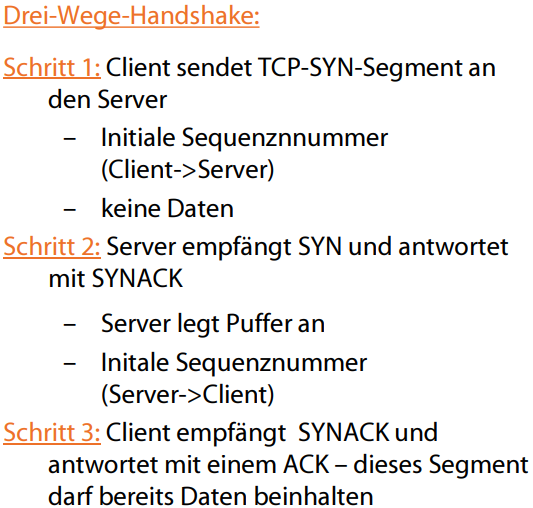 Drei-Wege-Handshake:
Schritt 1: Client sendet TCP-SYN-Segment an
den Server
– Initiale Sequenznnummer
(Client->Server)
– keine Daten
Schritt 2: Server empfängt SYN und antwortet
mit SYNACK
– Server legt Puffer an
– Initale Sequenznummer
(Server->Client)
Schritt 3: Client empfängt SYNACK und
antwortet mit einem ACK – dieses Segment
darf bereits Daten beinhalten